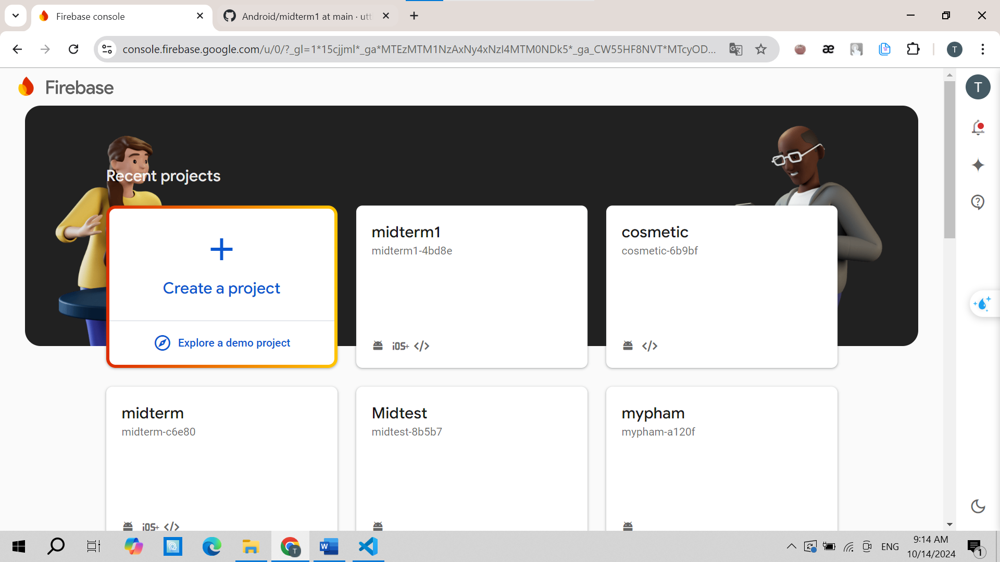 Firebase console
Android/midterm1 at main · utt
console.firebase.google.com/u/0/?_gl=1*15cjjml*_ga*MTEzMTM1NzAxNy4xNzI4MTM0NDk5*_ga_CW55HF8NVT*MTcyOD...
æ
T
Firebase
T
Recent projects
Create a project
Explore a demo project
midterm1
midterm1-4bd8e
iOS+
cosmetic
cosmetic-6b9bf
midterm
midterm-c6e80
iOS+
Midtest
midtest-8b5b7
mypham
mypham-a120f
T
W
ENG
9:14 AM
10/14/2024
1